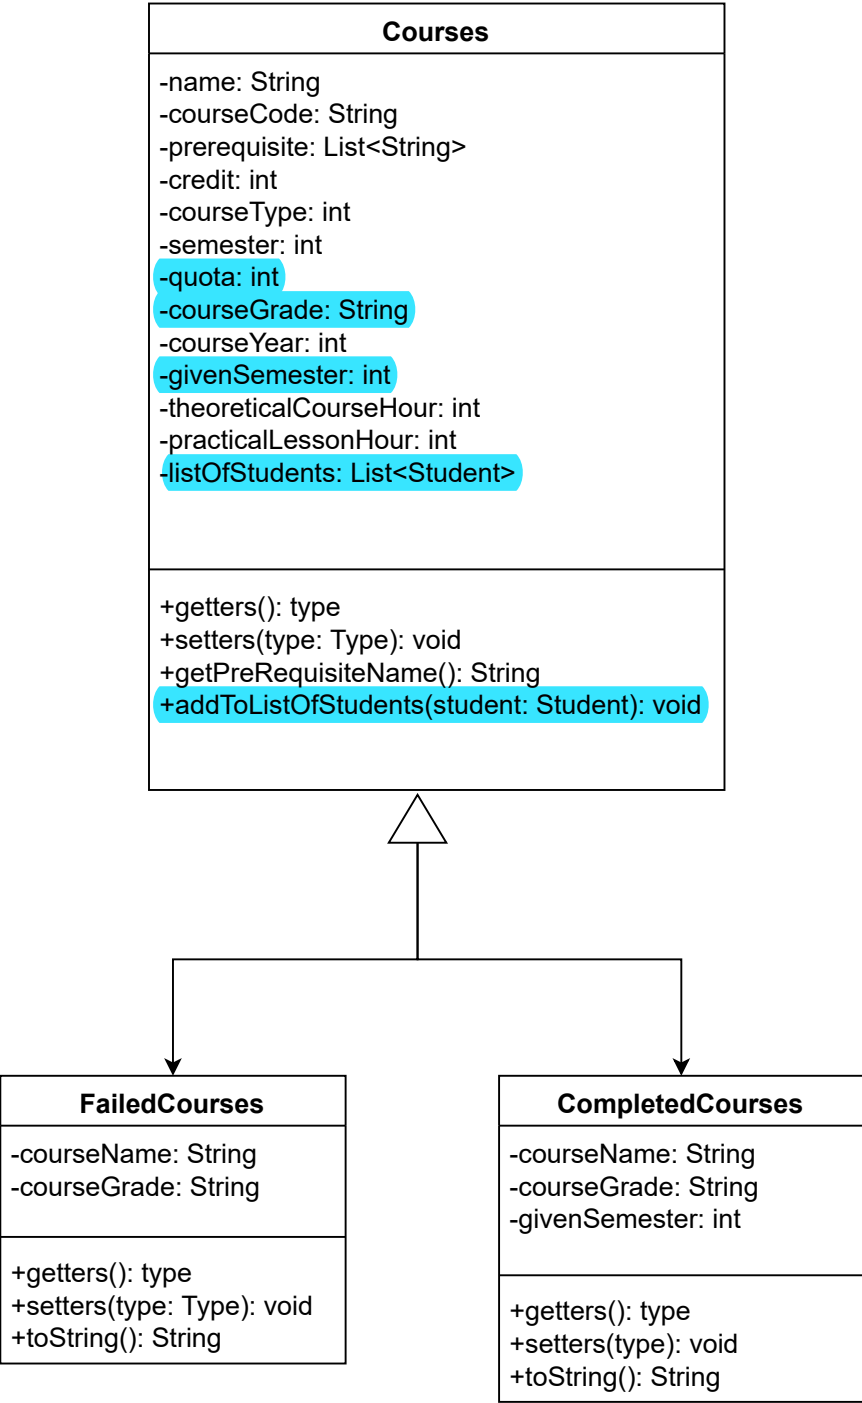 Courses
-name: String
-courseCode: String
-prerequisite: List<String>
-credit: int
-courseType: int
-semester: int
-quota: int
-courseGrade: String
-courseYear: int
-givenSemester: int
-theoreticalCourseHour: int
-practicalLessonHour: int
-listOfStudents: List<Student>
+getters(): type
+setters(type: Type): void
+getPreRequisiteName(): String
+addToListOfStudents(student: Student): void
FailedCourses
-courseName: String
-courseGrade: String
+getters(): type
+setters(type: Type): void
+toString(): String
CompletedCourses
-courseName: String
-courseGrade: String
-givenSemester: int
+getters(): type
+setters(type): void
+toString(): String